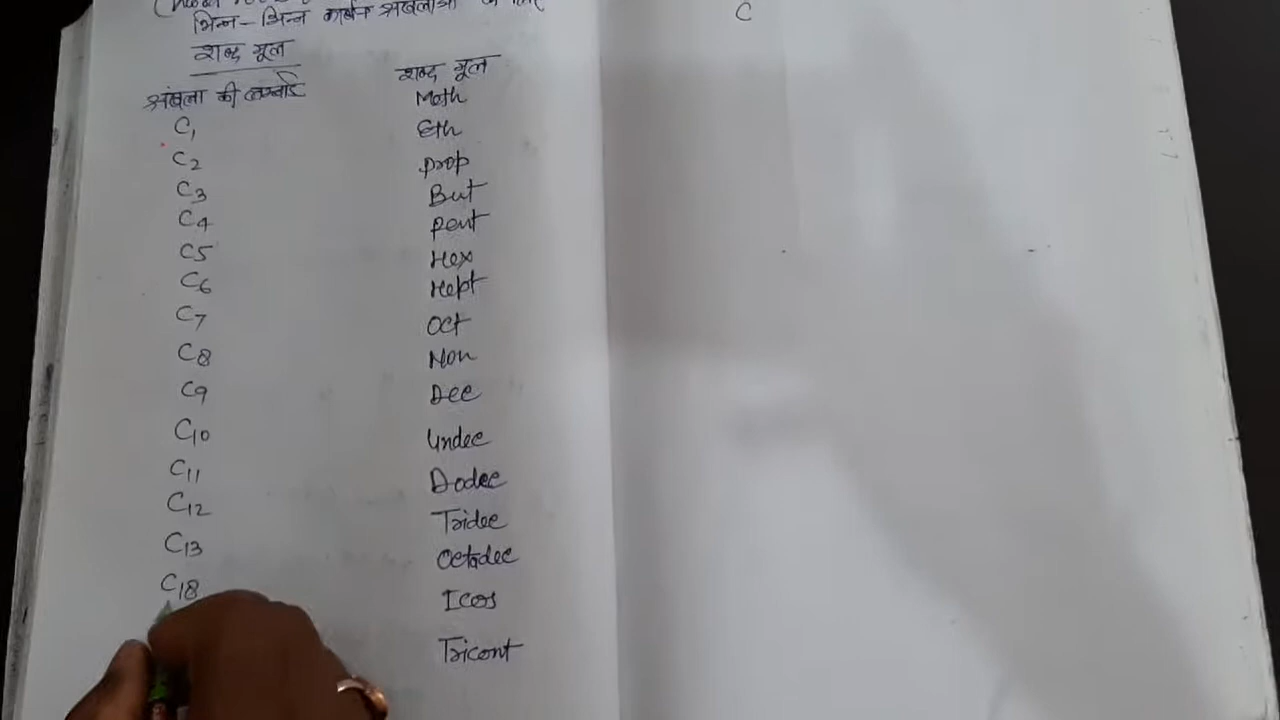 भिन्न-भिन्न कार्बन श्रृंखलाओं के लिए
शब्द मूल
श्रृंखला की लम्बाई शब्द मूल
Meth
C1 Eth
C2 prop
C3 But
C4 pent
C5 Hex
C6 Hept
C7 Oct
C8 Non
C9 Dec
C10 Undec
C11 Dodec
C12 Tridec
C13 Octadec
C18 Icos
Tricont
C